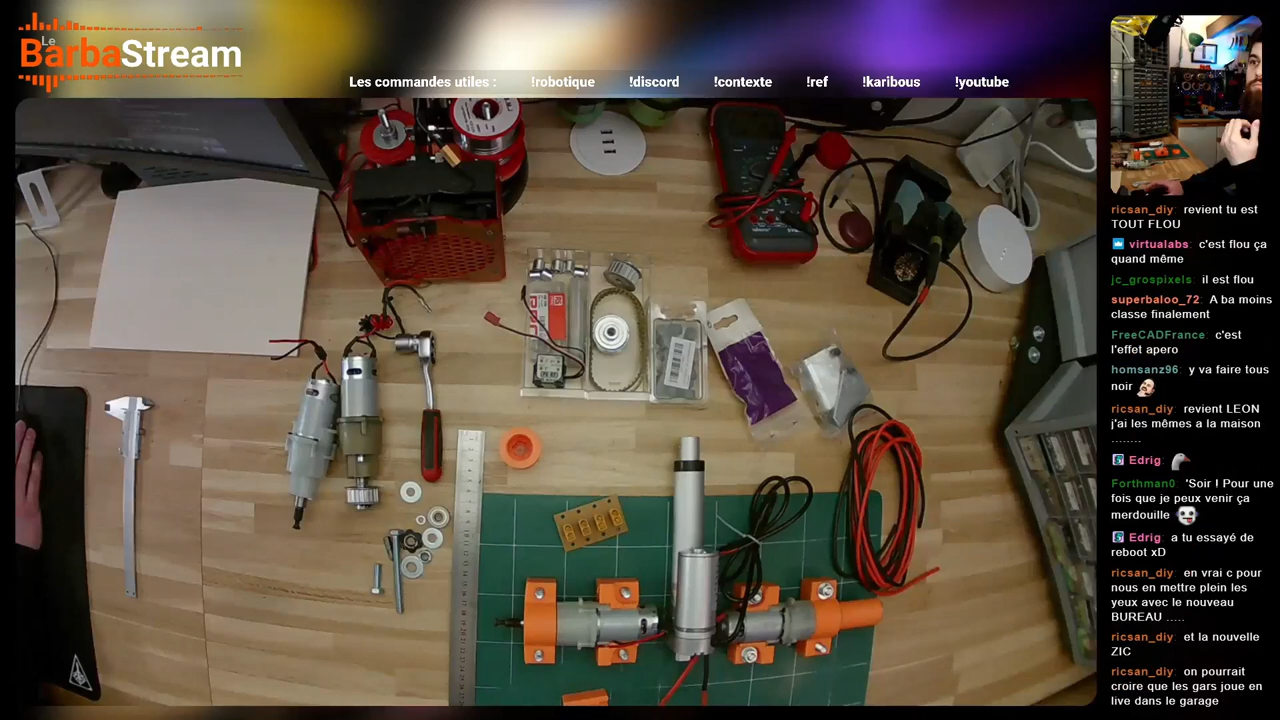 Le
BarbaStream
Les commandes utiles : !robotique !discord !contexte !ref !karibous !youtube
ricsan_diy: revient tu est
TOUT FLOU
virtualabs: c'est flou ça
quand même
jc_grospixels: il est flou
superbaloo_72: A ba moins
classe finalement
FreeCADFrance: c'est
l'effet apero
homsanz96: y va faire tous
noir
ricsan_diy: revient LEON
j'ai les mêmes a la maison
........
Edrig:
Forthman0: 'Soir ! Pour une
fois que je peux venir ça
merdouille
Edrig: a tu essayé de
reboot xD
ricsan_diy: en vrai c pour
nous en mettre plein les
yeux avec le nouveau
BUREAU .....
ricsan_diy: et la nouvelle
ZIC
ricsan_diy: on pourrait
croire que les gars joue en
live dans le garage